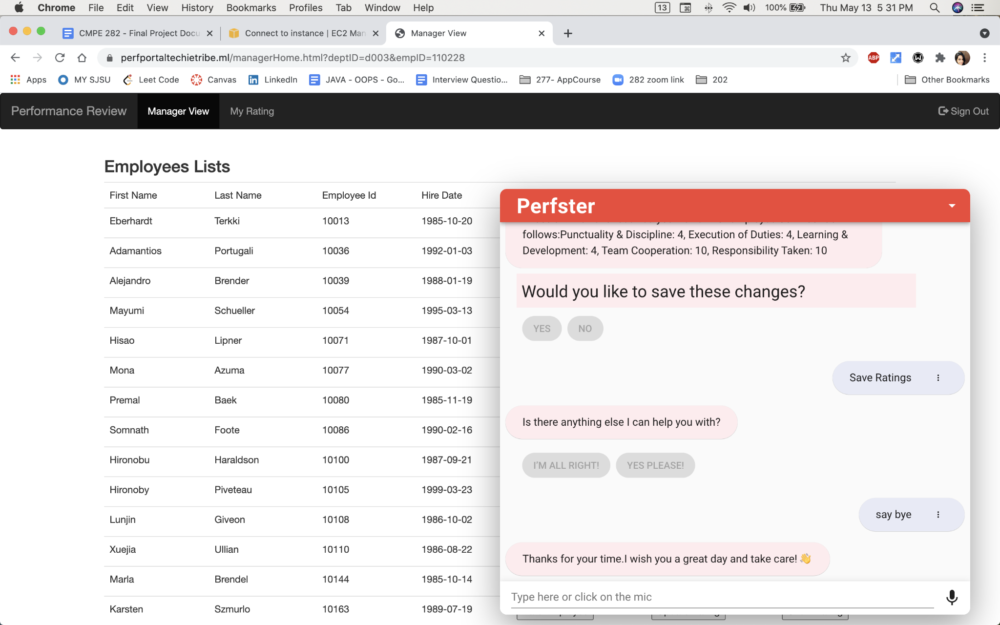 Chrome File Edit View History Bookmarks Profiles Tab Window Help 13 100% Thu May 13 5 31 PM
CMPE 282 - Final Project Docu Connect to instance | EC2 Man Manager View
perfportaltechietribe.ml/managerHome.html?deptID=d003&empID=110228 ABP W
Apps MY SJSU Leet Code Canvas LinkedIn JAVA - OOPS - Go... Interview Questio... 277- AppCourse 282 zoom link 202 Other Bookmarks
Performance Review Manager View My Rating Sign Out
Employees Lists
First Name Last Name Employee Id Hire Date
Eberhardt Terkki 10013 1985-10-20
Adamantios Portugali 10036 1992-01-03
Alejandro Brender 10039 1988-01-19
Mayumi Schueller 10054 1995-03-13
Hisao Lipner 10071 1987-10-01
Mona Azuma 10077 1990-03-02
Premal Baek 10080 1985-11-19
Somnath Foote 10086 1990-02-16
Hironobu Haraldson 10100 1987-09-21
Hironoby Piveteau 10105 1999-03-23
Lunjin Giveon 10108 1986-10-02
Xuejia Ullian 10110 1986-08-22
Marla Brendel 10144 1985-10-14
Karsten Szmurlo 10163 1989-07-19
Perfster
follows:Punctuality & Discipline: 4, Execution of Duties: 4, Learning &
Development: 4, Team Cooperation: 10, Responsibility Taken: 10
Would you like to save these changes?
YES NO
Save Ratings
Is there anything else I can help you with?
I'M ALL RIGHT! YES PLEASE!
say bye
Thanks for your time.I wish you a great day and take care! 👋
Type here or click on the mic